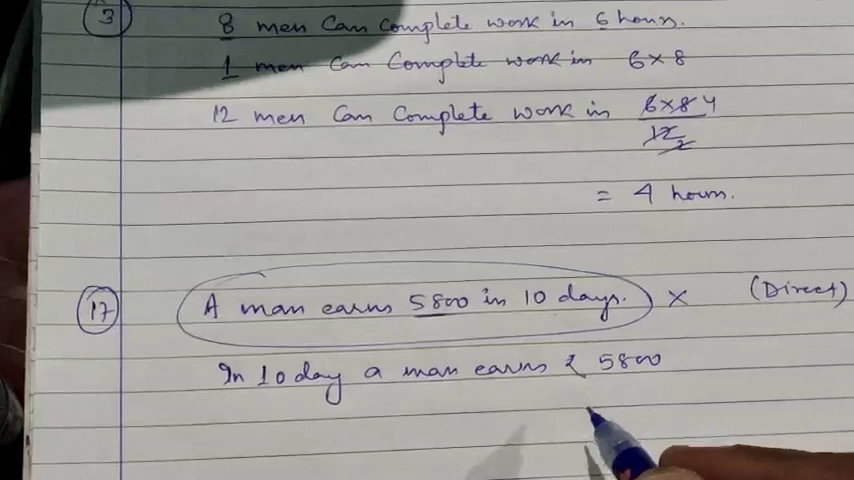 3 8 men can complete work in 6 hours.
1 men can complete work in 6×8
12 men can complete work in 6×8 4
12 2
= 4 hours.
17 A man earns 5800 in 10 days. × (Direct)
In 10 day a man earns ₹ 5800